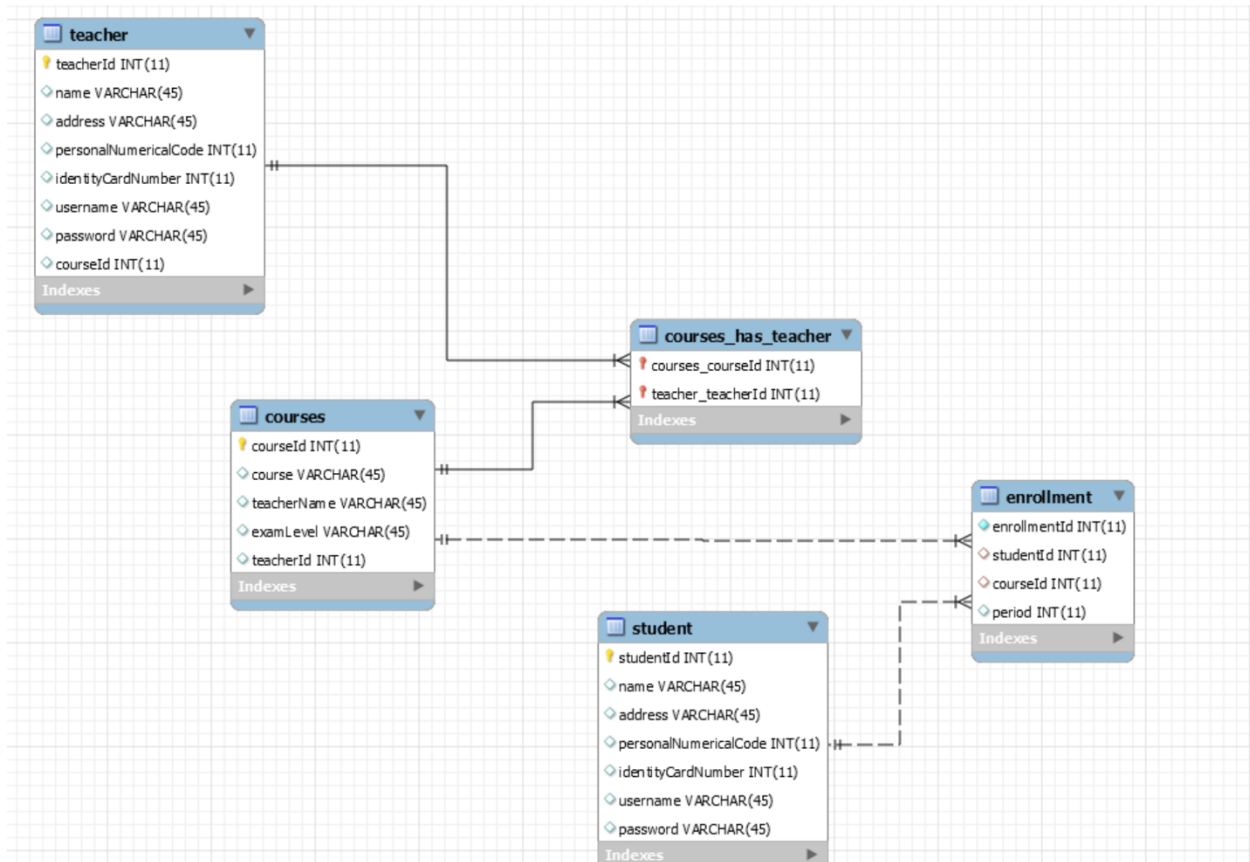 teacher
teacherId INT(11)
name VARCHAR(45)
address VARCHAR(45)
personalNumericalCode INT(11)
identityCardNumber INT(11)
username VARCHAR(45)
password VARCHAR(45)
courseId INT(11)
Indexes
courses_has_teacher
courses_courseId INT(11)
teacher_teacherId INT(11)
Indexes
courses
courseId INT(11)
course VARCHAR(45)
teacherName VARCHAR(45)
examLevel VARCHAR(45)
teacherId INT(11)
Indexes
enrollment
enrollmentId INT(11)
studentId INT(11)
courseId INT(11)
period INT(11)
Indexes
student
studentId INT(11)
name VARCHAR(45)
address VARCHAR(45)
personalNumericalCode INT(11)
identityCardNumber INT(11)
username VARCHAR(45)
password VARCHAR(45)
Indexes